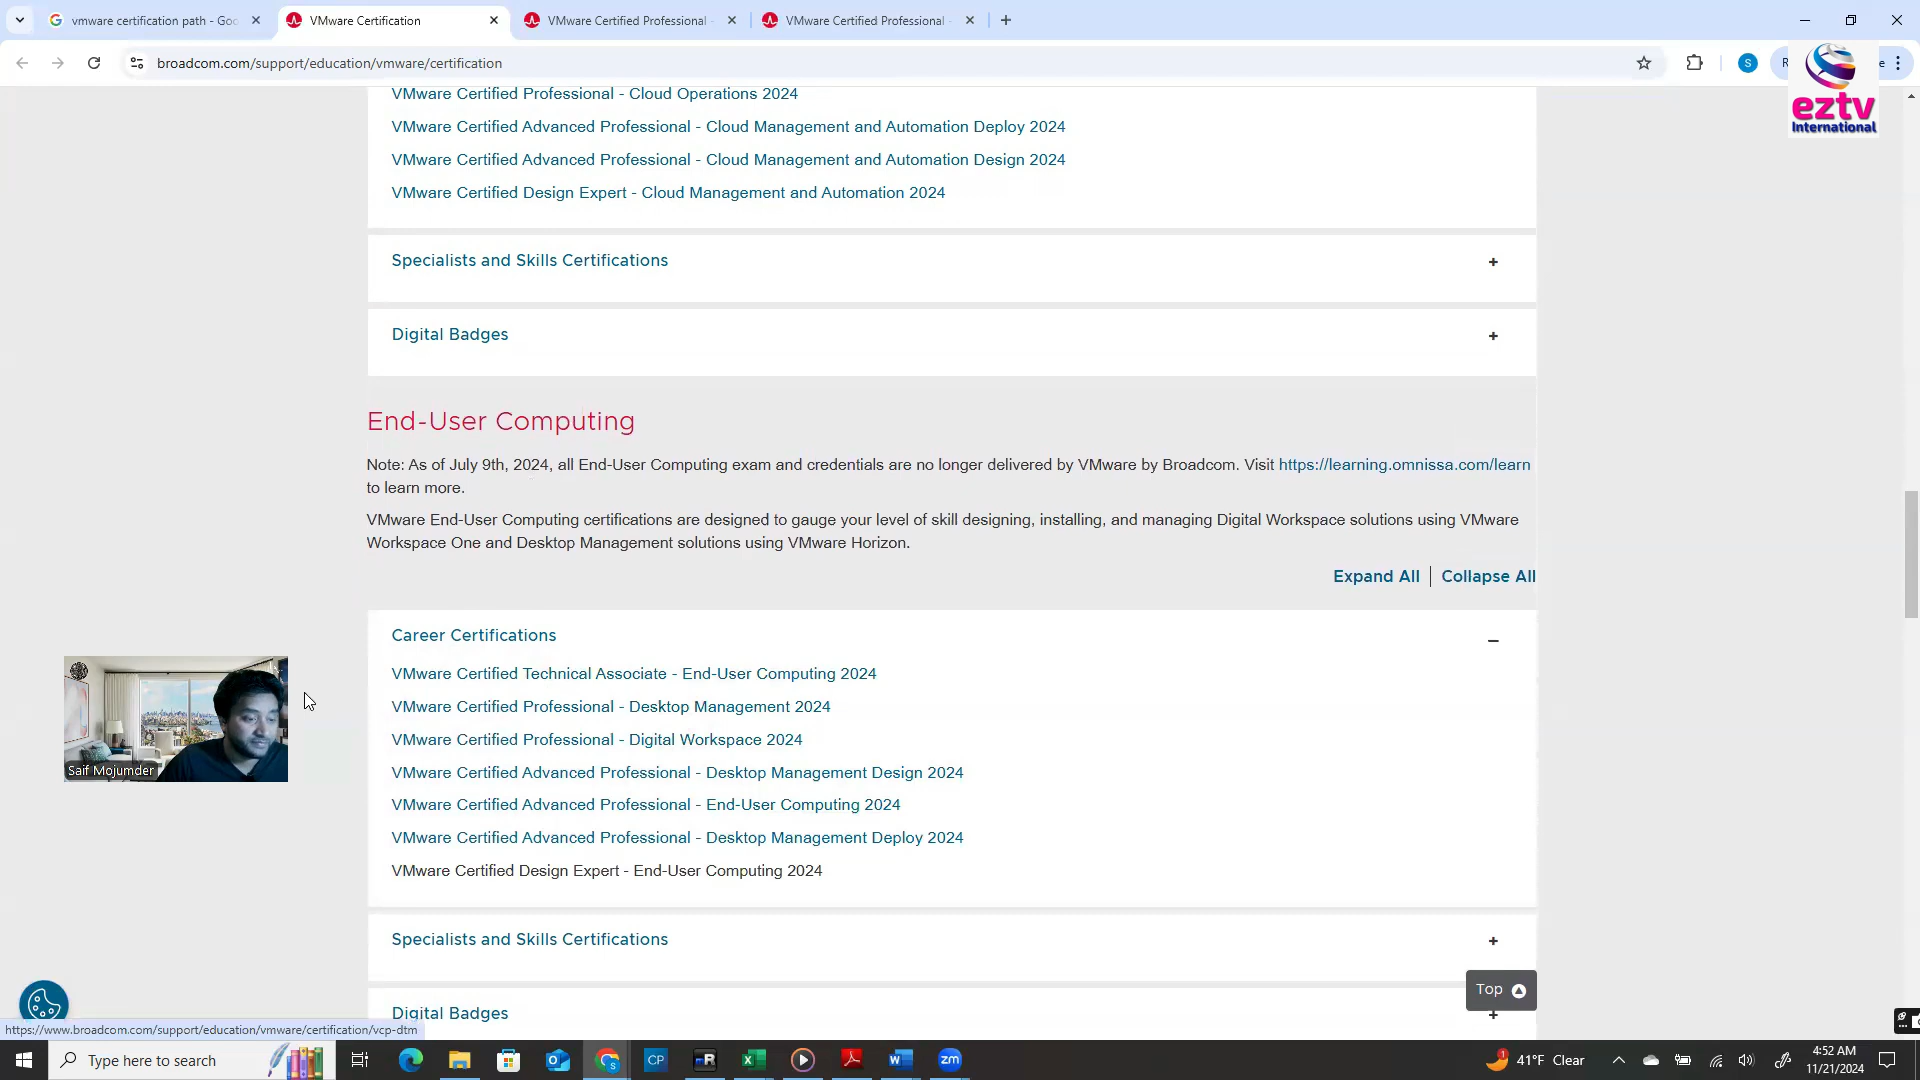 vmware certification path - Goo
VMware Certification
VMware Certified Professional -
VMware Certified Professional -
broadcom.com/support/education/vmware/certification
S
R
e
eztv
International
VMware Certified Professional - Cloud Operations 2024
VMware Certified Advanced Professional - Cloud Management and Automation Deploy 2024
VMware Certified Advanced Professional - Cloud Management and Automation Design 2024
VMware Certified Design Expert - Cloud Management and Automation 2024
Specialists and Skills Certifications
+
Digital Badges
+
End-User Computing
Note: As of July 9th, 2024, all End-User Computing exam and credentials are no longer delivered by VMware by Broadcom. Visit https://learning.omnissa.com/learn
to learn more.
VMware End-User Computing certifications are designed to gauge your level of skill designing, installing, and managing Digital Workspace solutions using VMware
Workspace One and Desktop Management solutions using VMware Horizon.
Expand All | Collapse All
Career Certifications
VMware Certified Technical Associate - End-User Computing 2024
VMware Certified Professional - Desktop Management 2024
VMware Certified Professional - Digital Workspace 2024
VMware Certified Advanced Professional - Desktop Management Design 2024
VMware Certified Advanced Professional - End-User Computing 2024
VMware Certified Advanced Professional - Desktop Management Deploy 2024
VMware Certified Design Expert - End-User Computing 2024
Saif Mojumder
Specialists and Skills Certifications
+
Top
Digital Badges
+
https://www.broadcom.com/support/education/vmware/certification/vcp-dtm
Type here to search
CP
R
zm
1
41°F Clear
4:52 AM
11/21/2024